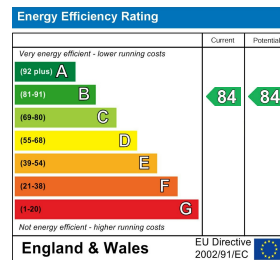 Energy Efficiency Rating
Current Potential
Very energy efficient - lower running costs
(92 plus) A
(81-91) B
84 84
(69-80) C
(55-68) D
(39-54) E
(21-38) F
(1-20) G
Not energy efficient - higher running costs
England & Wales
EU Directive
2002/91/EC